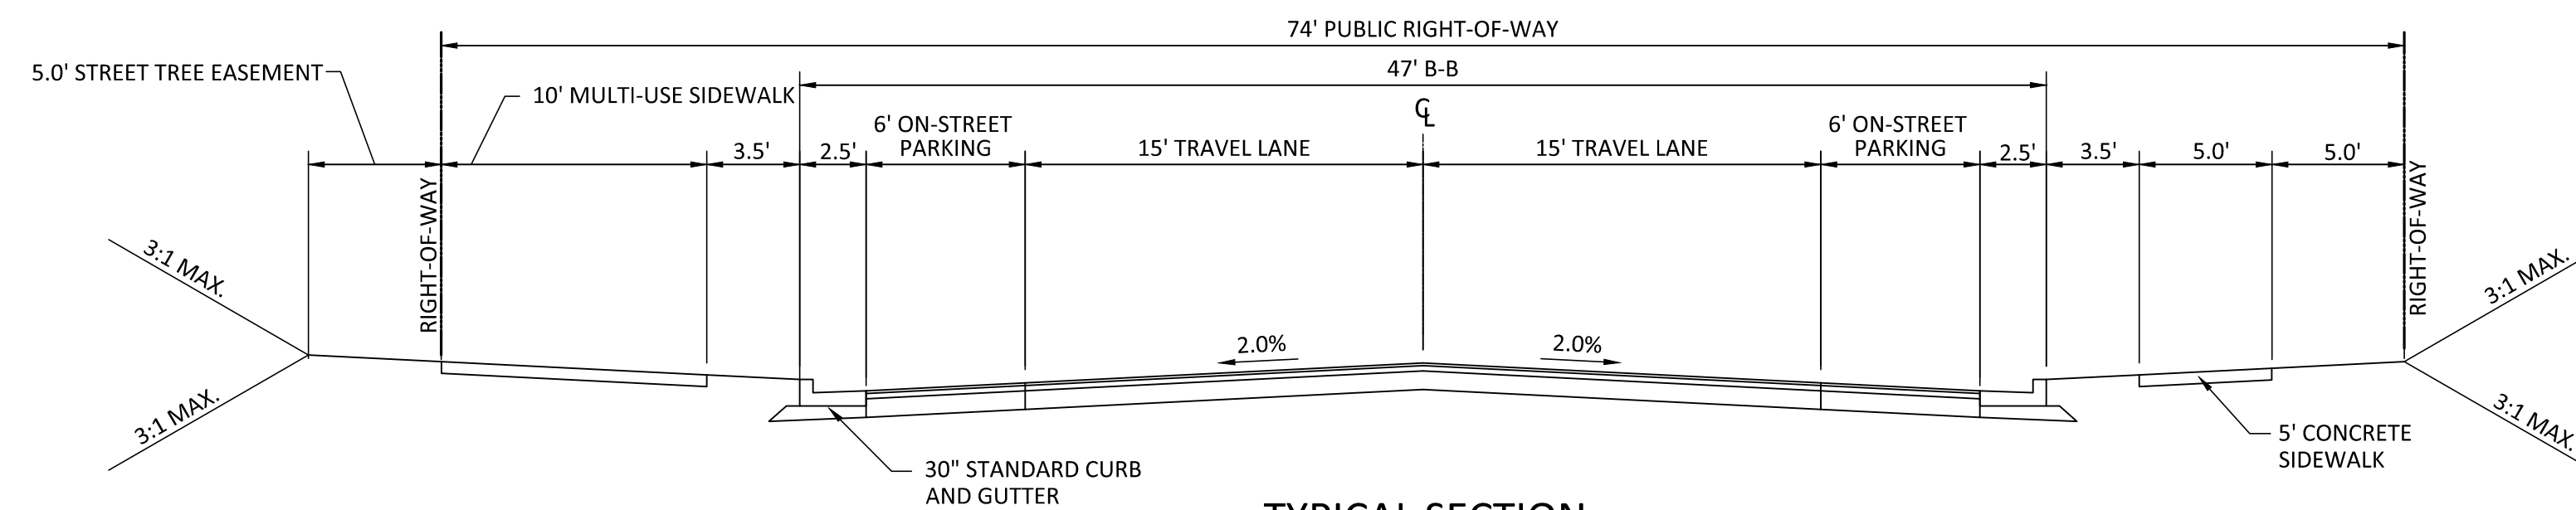 74' PUBLIC RIGHT-OF-WAY
47' B-B
5.0' STREET TREE EASEMENT
10' MULTI-USE SIDEWALK
℄
3.5'
2.5'
6' ON-STREET
PARKING
15' TRAVEL LANE
15' TRAVEL LANE
6' ON-STREET
PARKING
2.5'
3.5'
5.0'
5.0'
RIGHT-OF-WAY
RIGHT-OF-WAY
3:1 MAX.
3:1 MAX.
2.0%
2.0%
3:1 MAX.
3:1 MAX.
30" STANDARD CURB
AND GUTTER
5' CONCRETE
SIDEWALK
TYPICAL SECTION